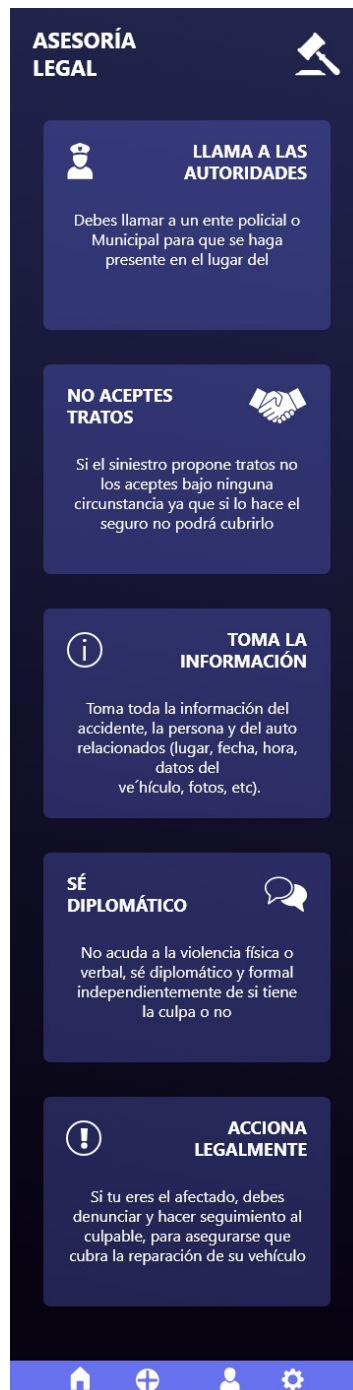 ASESORÍA
LEGAL
LLAMA A LAS
AUTORIDADES
Debes llamar a un ente policial o
Municipal para que se haga
presente en el lugar del
NO ACEPTES
TRATOS
Si el siniestro propone tratos no
los aceptes bajo ninguna
circunstancia ya que si lo hace el
seguro no podrá cubrirlo
TOMA LA
INFORMACIÓN
Toma toda la información del
accidente, la persona y del auto
relacionados (lugar, fecha, hora,
datos del
ve´hículo, fotos, etc).
SÉ
DIPLOMÁTICO
No acuda a la violencia física o
verbal, sé diplomático y formal
independientemente de si tiene
la culpa o no
ACCIONA
LEGALMENTE
Si tu eres el afectado, debes
denunciar y hacer seguimiento al
culpable, para asegurarse que
cubra la reparación de su vehículo